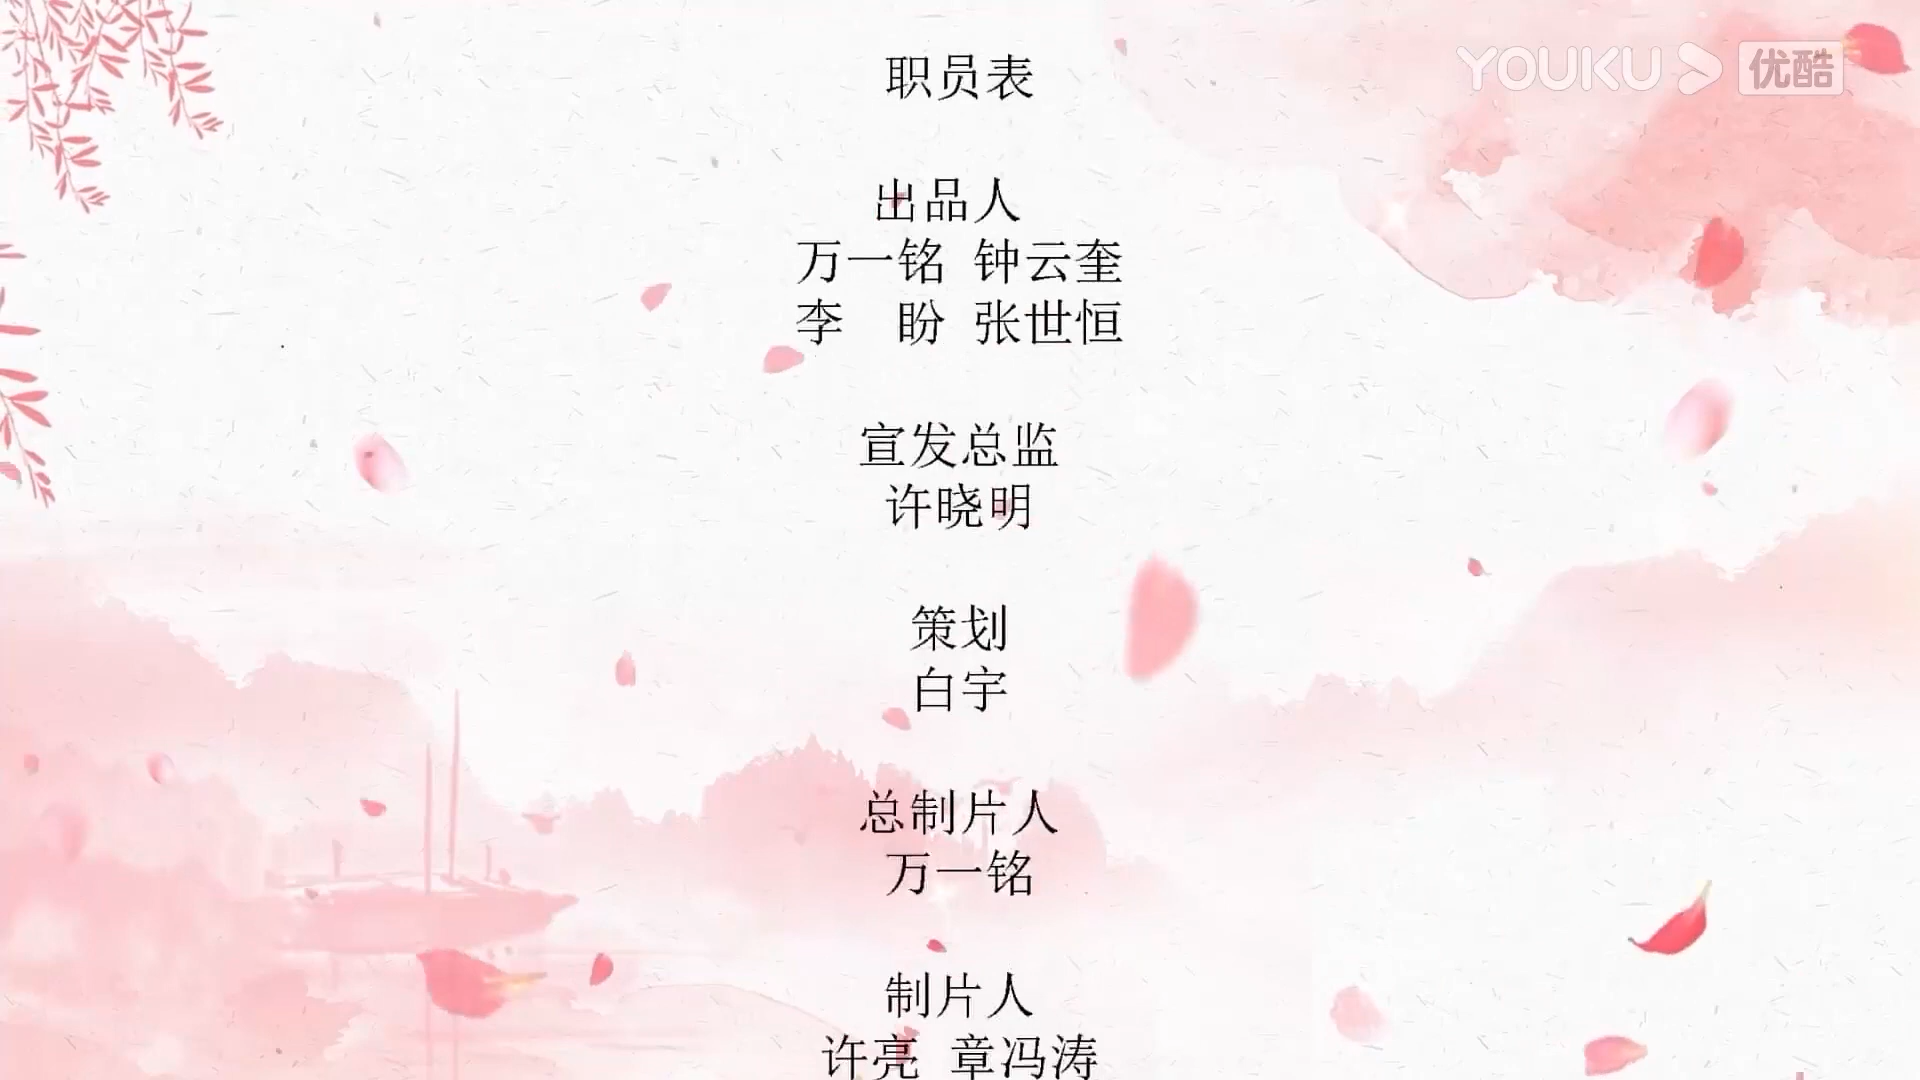 YOUKU 优酷
职员表
出品人
万一铭 钟云奎
李 盼 张世恒
宣发总监
许晓明
策划
白宇
总制片人
万一铭
制片人
许亮 章冯涛